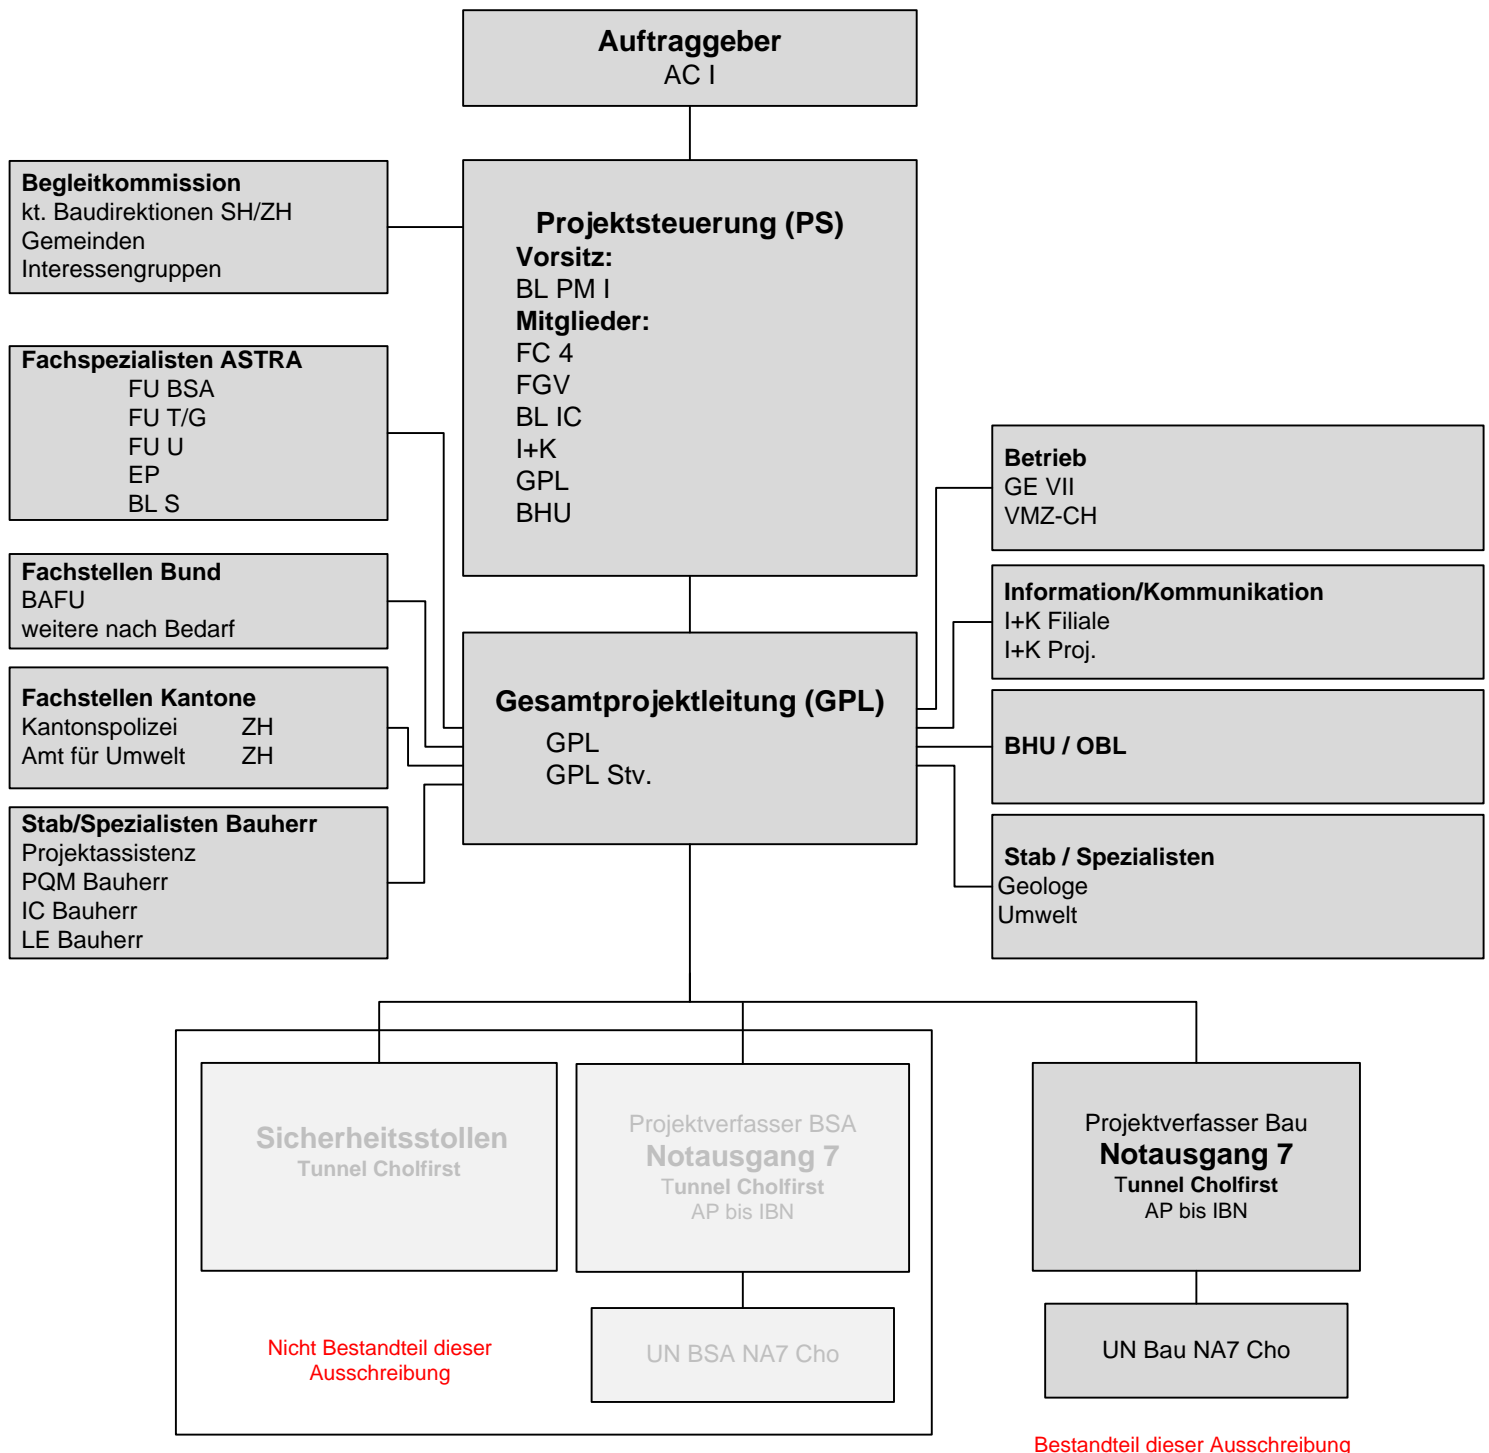 Auftraggeber
AC I
Begleitkommission
kt. Baudirektionen SH/ZH
Gemeinden
Interessengruppen
Projektsteuerung (PS)
Vorsitz:
BL PM I
Mitglieder:
FC 4
FGV
BL IC
I+K
GPL
BHU
Fachspezialisten ASTRA
FU BSA
FU T/G
FU U
EP
BL S
Betrieb
GE VII
VMZ-CH
Fachstellen Bund
BAFU
weitere nach Bedarf
Information/Kommunikation
I+K Filiale
I+K Proj.
Gesamtprojektleitung (GPL)
GPL
GPL Stv.
Fachstellen Kantone
Kantonspolizei ZH
Amt für Umwelt ZH
BHU / OBL
Stab/Spezialisten Bauherr
Projektassistenz
PQM Bauherr
IC Bauherr
LE Bauherr
Stab / Spezialisten
Geologe
Umwelt
Sicherheitsstollen
Tunnel Cholfirst
Projektverfasser BSA
Notausgang 7
Tunnel Cholfirst
AP bis IBN
Projektverfasser Bau
Notausgang 7
Tunnel Cholfirst
AP bis IBN
Nicht Bestandteil dieser
Ausschreibung
UN BSA NA7 Cho
UN Bau NA7 Cho
Bestandteil dieser Ausschreibung